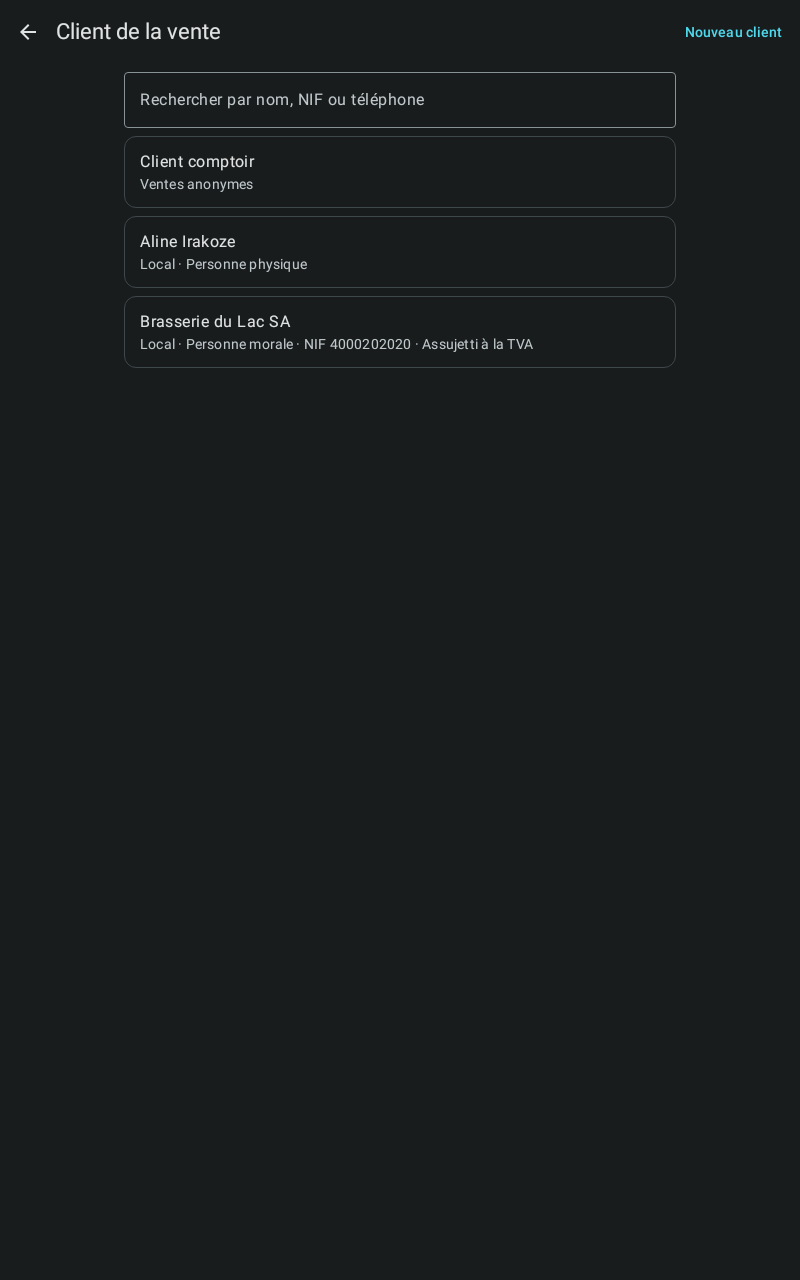 Client de la vente
Nouveau client
Rechercher par nom, NIF ou téléphone
Client comptoir
Ventes anonymes
Aline Irakoze
Local · Personne physique
Brasserie du Lac SA
Local · Personne morale · NIF 4000202020 · Assujetti à la TVA